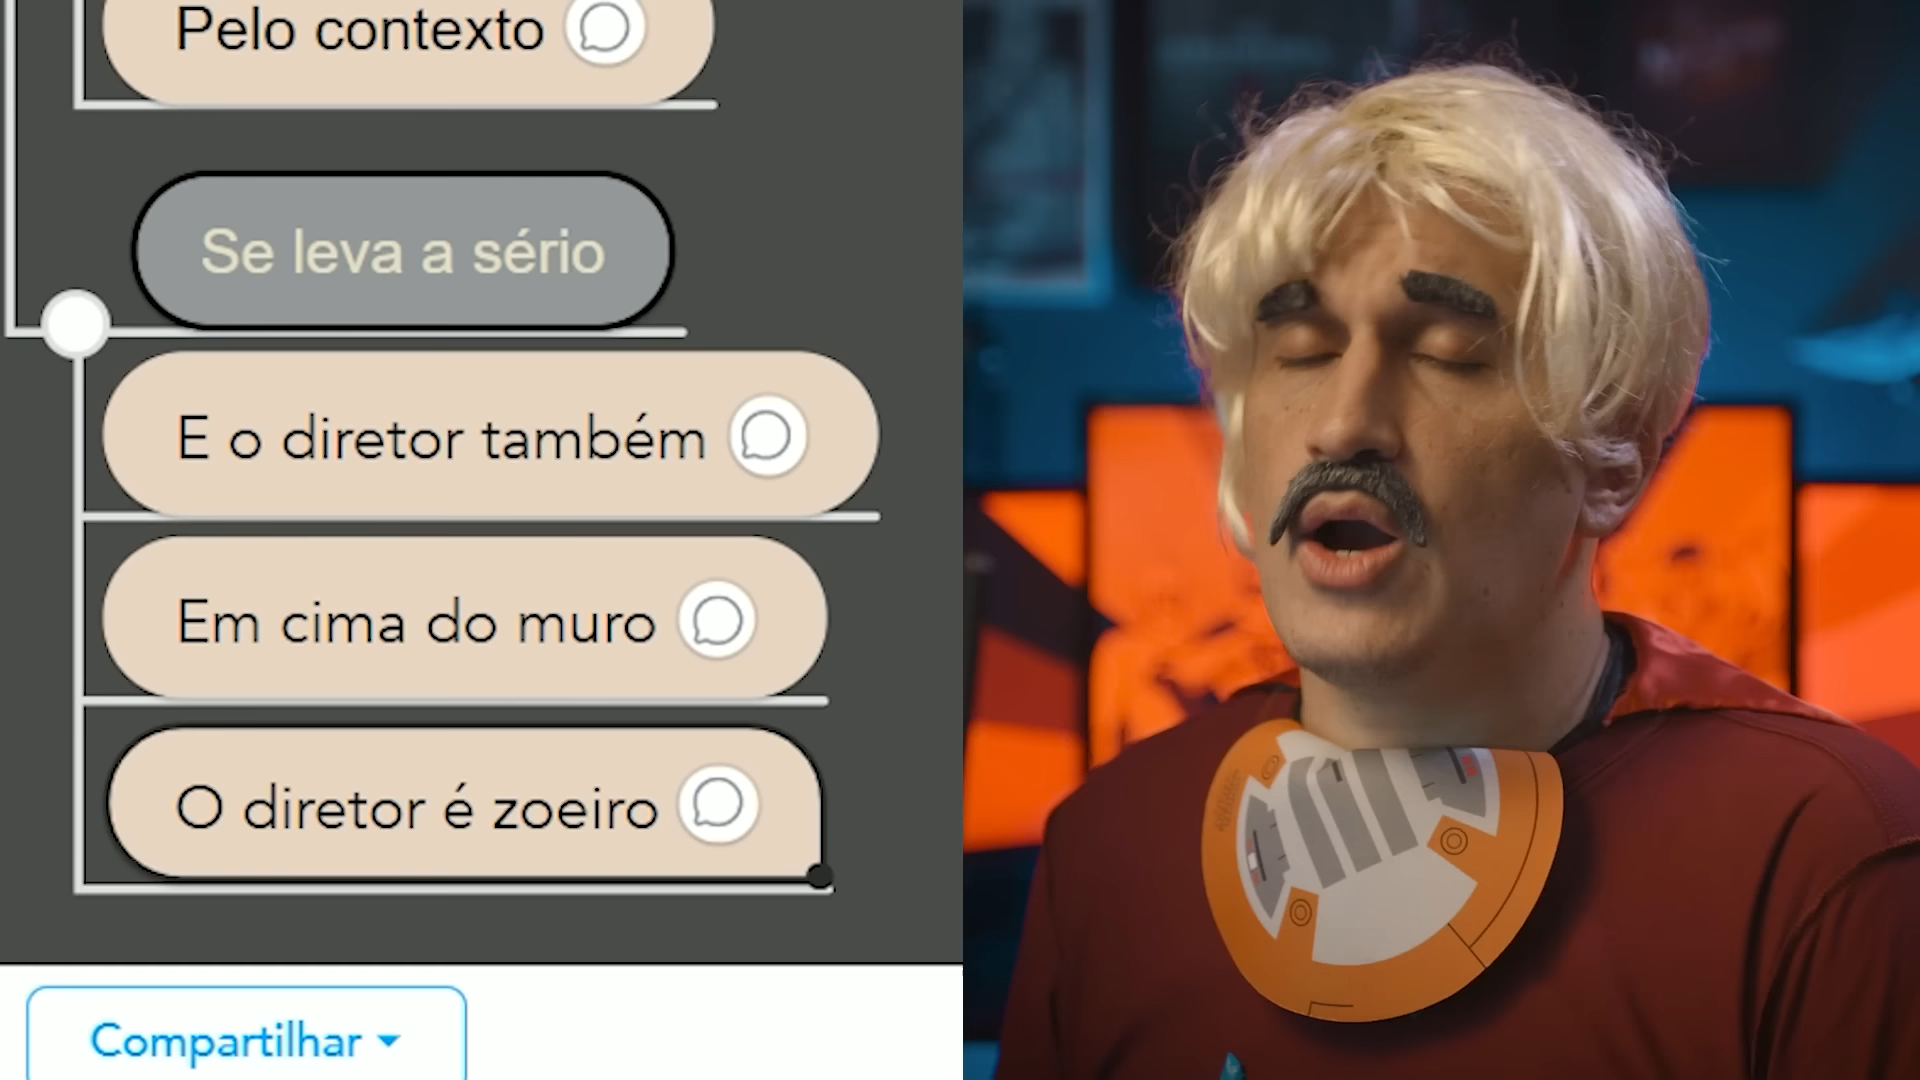 Pelo contexto
Se leva a sério
E o diretor também
Em cima do muro
O diretor é zoeiro
Compartilhar